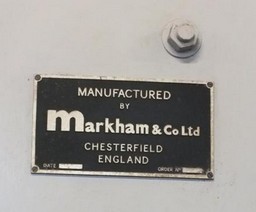 MANUFACTURED
BY
Markham & Co Ltd
CHESTERFIELD
ENGLAND
DATE ORDER Nº